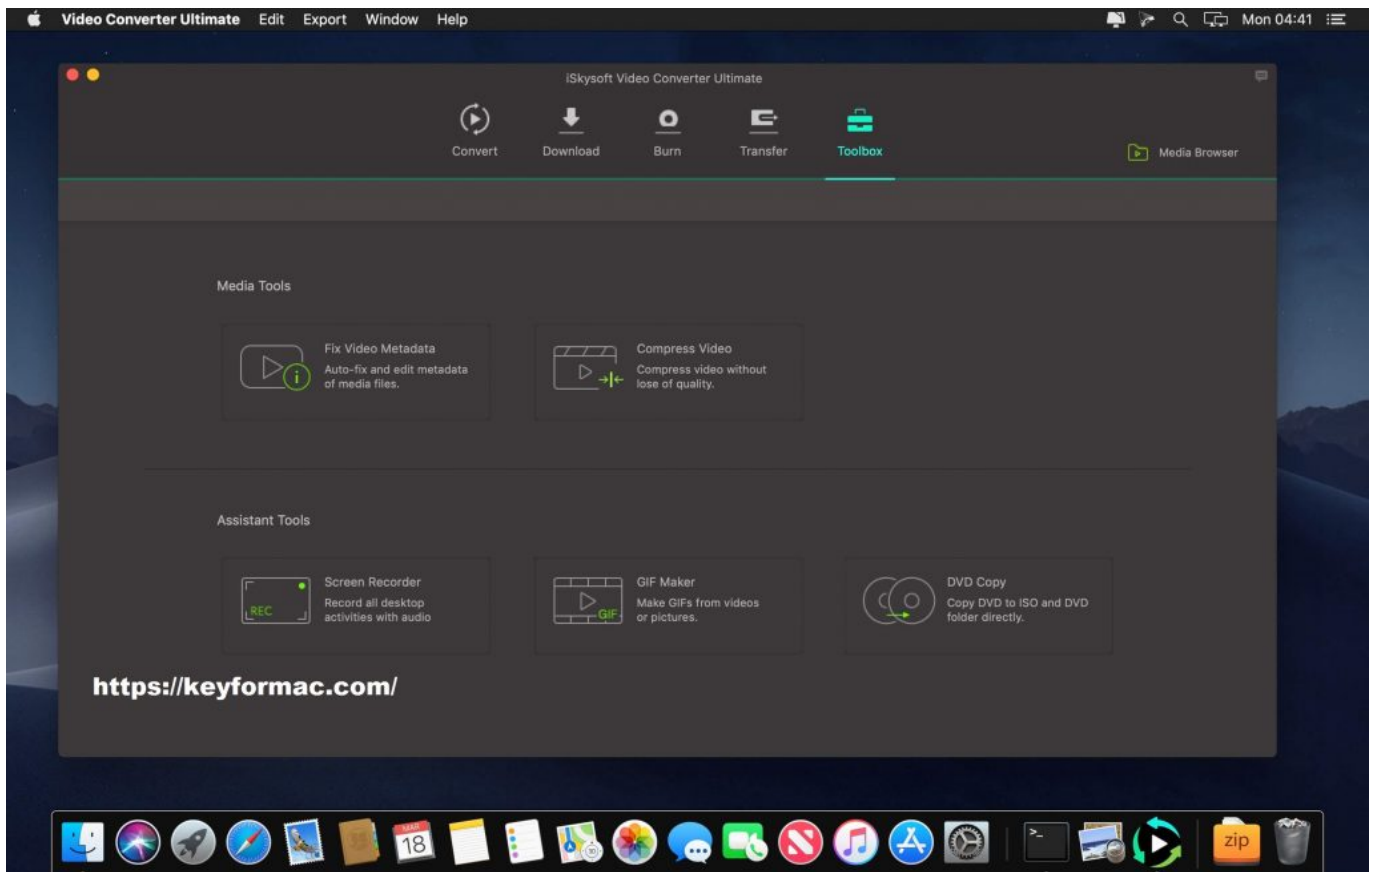 Video Converter Ultimate Edit Export Window Help Mon 04:41
iSkysoft Video Converter Ultimate
Convert Download Burn Transfer Toolbox Media Browser
Media Tools
Fix Video Metadata
Auto-fix and edit metadata
of media files.
Compress Video
Compress video without
lose of quality.
Assistant Tools
Screen Recorder
Record all desktop
activities with audio
REC
GIF Maker
Make GIFs from videos
or pictures.
GIF
DVD Copy
Copy DVD to ISO and DVD
folder directly.
https://keyformac.com/
MAR
18
>_
zip